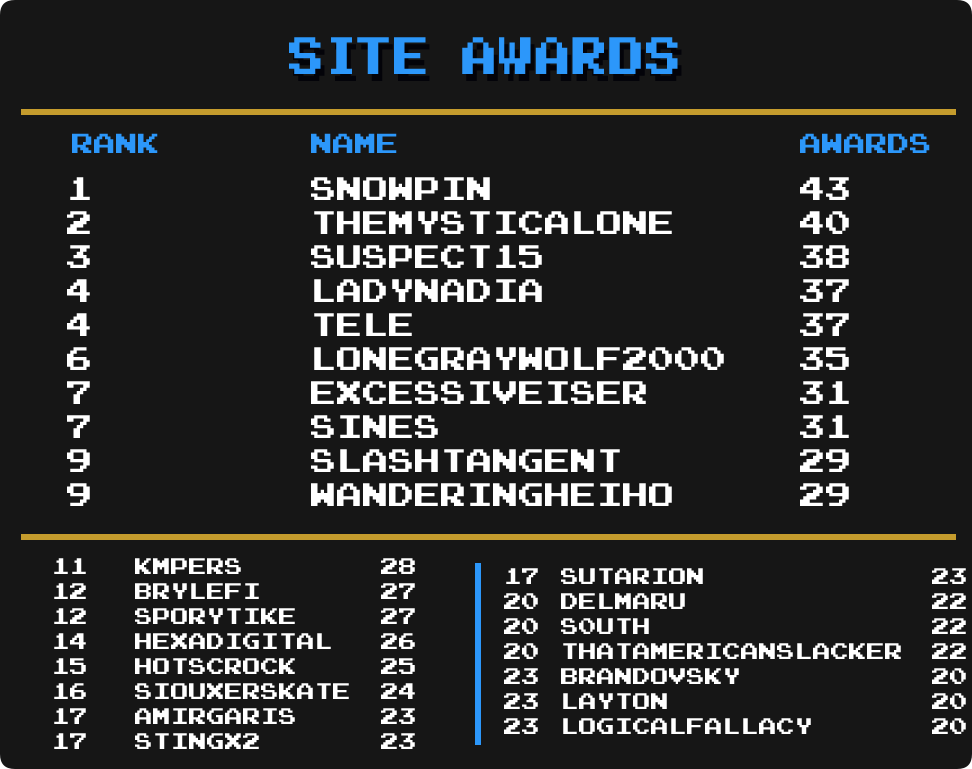 SITE AWARDS
RANK NAME AWARDS
1 SNOWPIN 43
2 THEMYSTICALONE 40
3 SUSPECT15 38
4 LADYNADIA 37
4 TELE 37
6 LONEGRAYWOLF2000 35
7 EXCESSIVEISER 31
7 SINES 31
9 SLASHTANGENT 29
9 WANDERINGHEIHO 29
11 KMPERS 28
12 BRYLEFI 27
12 SPORYTIKE 27
14 HEXADIGITAL 26
15 HOTSCROCK 25
16 SIOUXERSKATE 24
17 AMIRGARIS 23
17 STINGX2 23
17 SUTARION 23
20 DELMARU 22
20 SOUTH 22
20 THATAMERICANSLACKER 22
23 BRANDOVSKY 20
23 LAYTON 20
23 LOGICALFALLACY 20